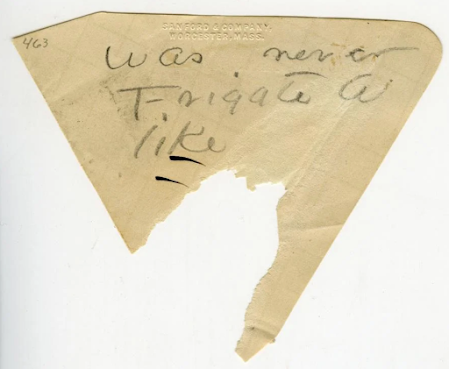 SANFORD & COMPANY,
WORCESTER, MASS.
463
was never
Frigate a
like